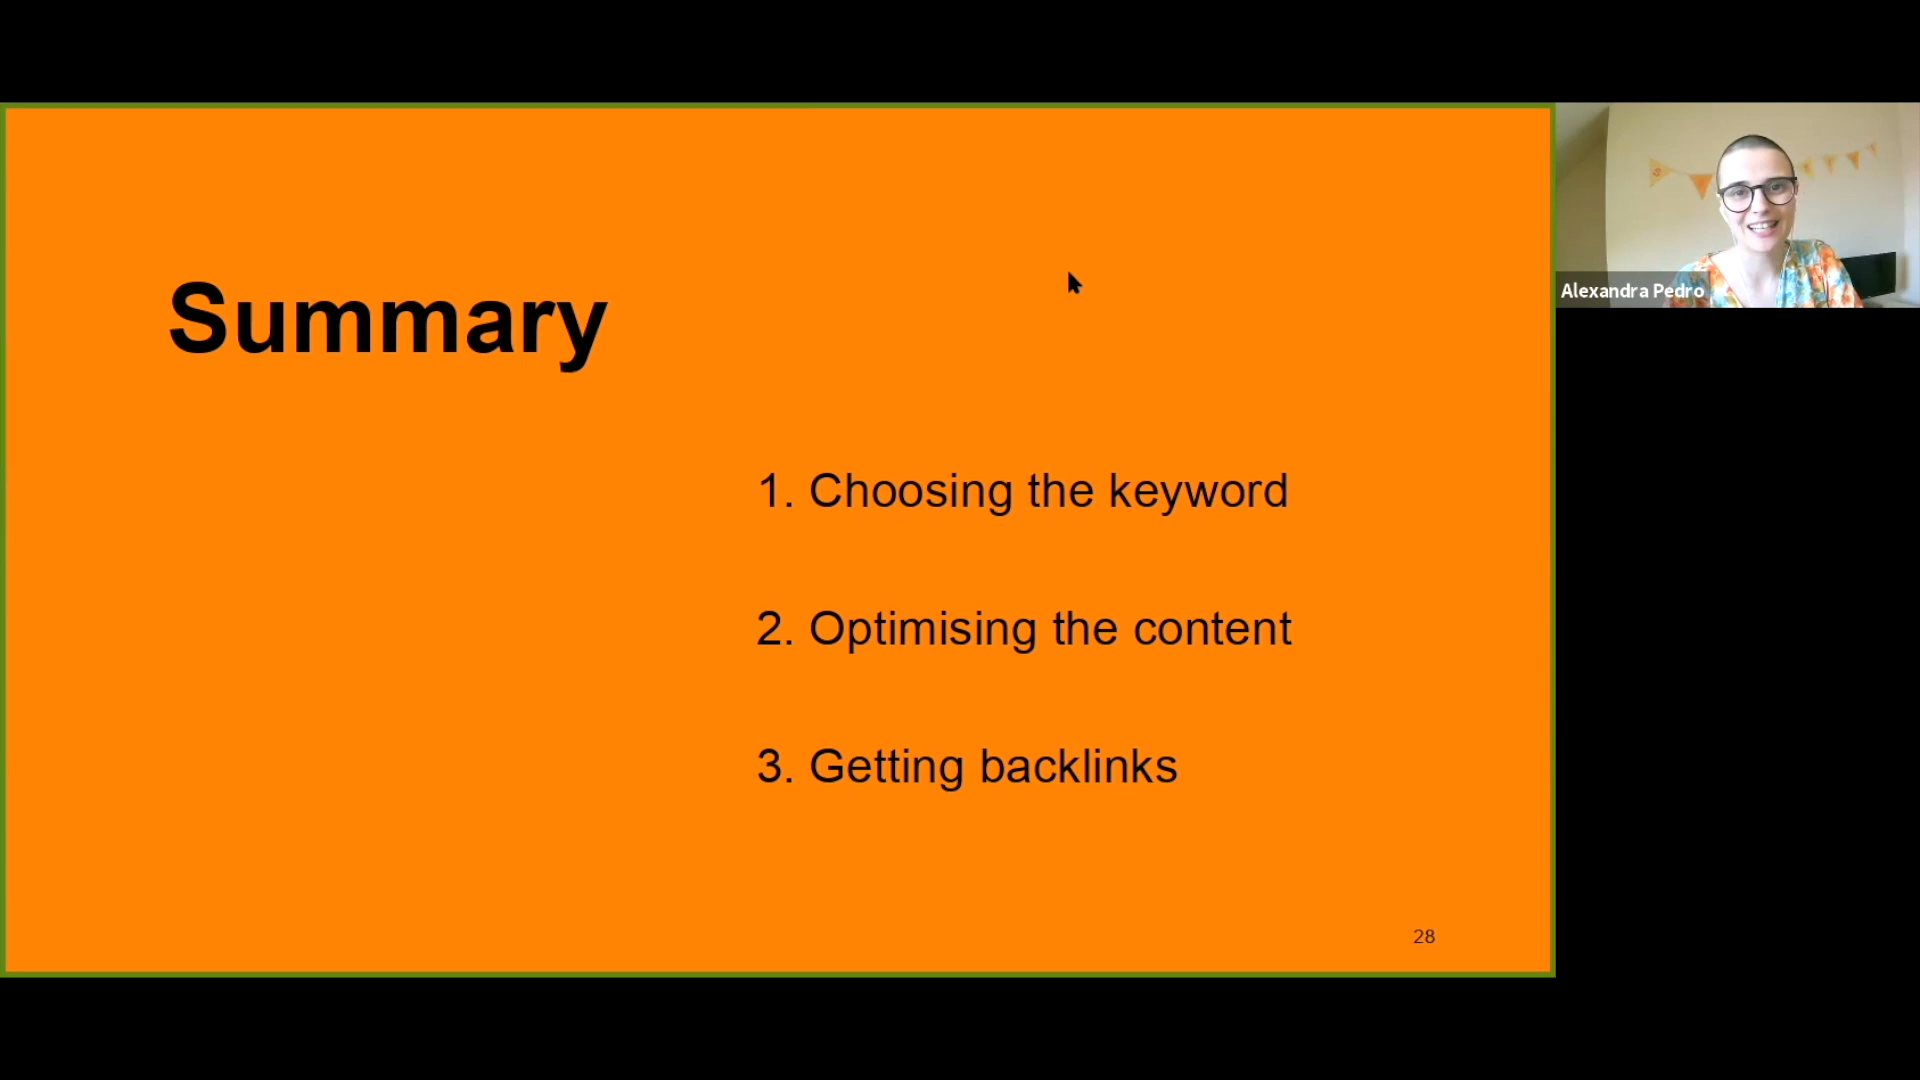 Summary
1. Choosing the keyword
2. Optimising the content
3. Getting backlinks
28
Alexandra Pedro